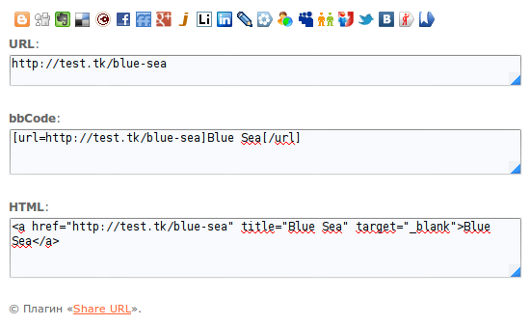 URL:
http://test.tk/blue-sea
bbCode:
[url=http://test.tk/blue-sea]Blue Sea[/url]
HTML:
<a href="http://test.tk/blue-sea" title="Blue Sea" target="_blank">Blue
Sea</a>
© Плагин «Share URL».